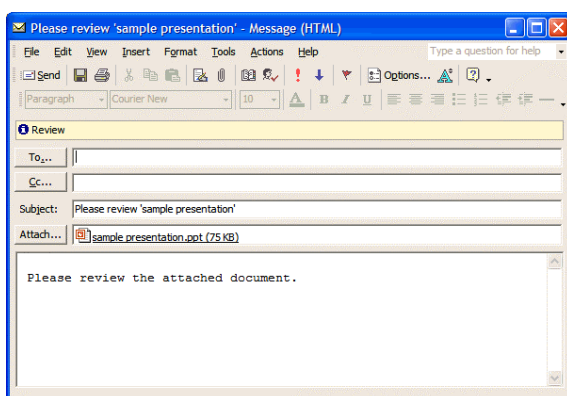 Please review 'sample presentation' - Message (HTML)
File Edit View Insert Format Tools Actions Help Type a question for help
Send Options...
Paragraph Courier New 10 A B I U
Review
To...
Cc...
Subject: Please review 'sample presentation'
Attach... sample presentation.ppt (75 KB)
Please review the attached document.